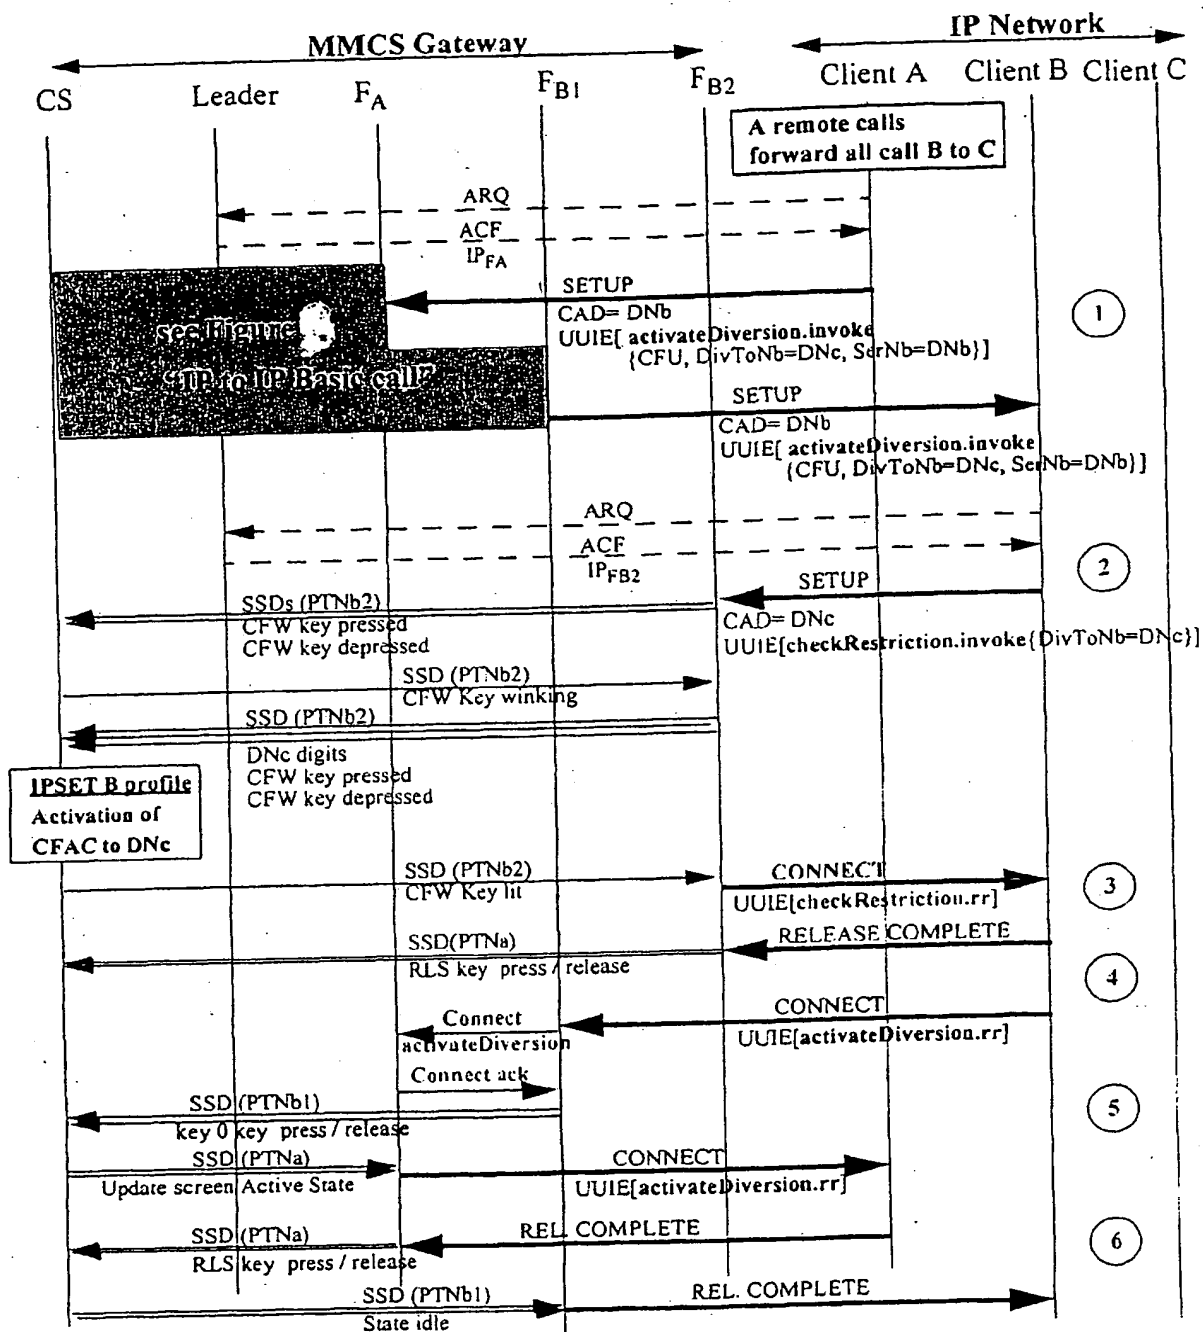 MMCS Gateway
IP Network
CS
Leader
FA
FB1
FB2
Client A
Client B
Client C
A remote calls
forward all call B to C
ARQ
ACF
IPFA
SETUP
CAD= DNb
UUIE[ activateDiversion.invoke
{CFU, DivToNb=DNc, SerNb=DNb}]
1
see Figure
"IP to IP Basic call"
SETUP
CAD= DNb
UUIE[ activateDiversion.invoke
{CFU, DivToNb=DNc, SerNb=DNb}]
ARQ
ACF
IPFB2
2
SETUP
CAD= DNc
UUIE[checkRestriction.invoke{DivToNb=DNc}]
SSDs (PTNb2)
CFW key pressed
CFW key depressed
SSD (PTNb2)
CFW Key winking
SSD (PTNb2)
DNc digits
CFW key pressed
CFW key depressed
IPSET B profile
Activation of
CFAC to DNc
SSD (PTNb2)
CFW Key lit
CONNECT
UUIE[checkRestriction.rr]
3
RELEASE COMPLETE
SSD(PTNa)
RLS key press / release
4
CONNECT
UUIE[activateDiversion.rr]
Connect
activateDiversion
Connect ack
5
SSD (PTNb1)
key 0 key press / release
SSD (PTNa)
Update screen Active State
CONNECT
UUIE[activateDiversion.rr]
SSD (PTNa)
RLS key press / release
REL. COMPLETE
6
SSD (PTNb1)
State idle
REL. COMPLETE